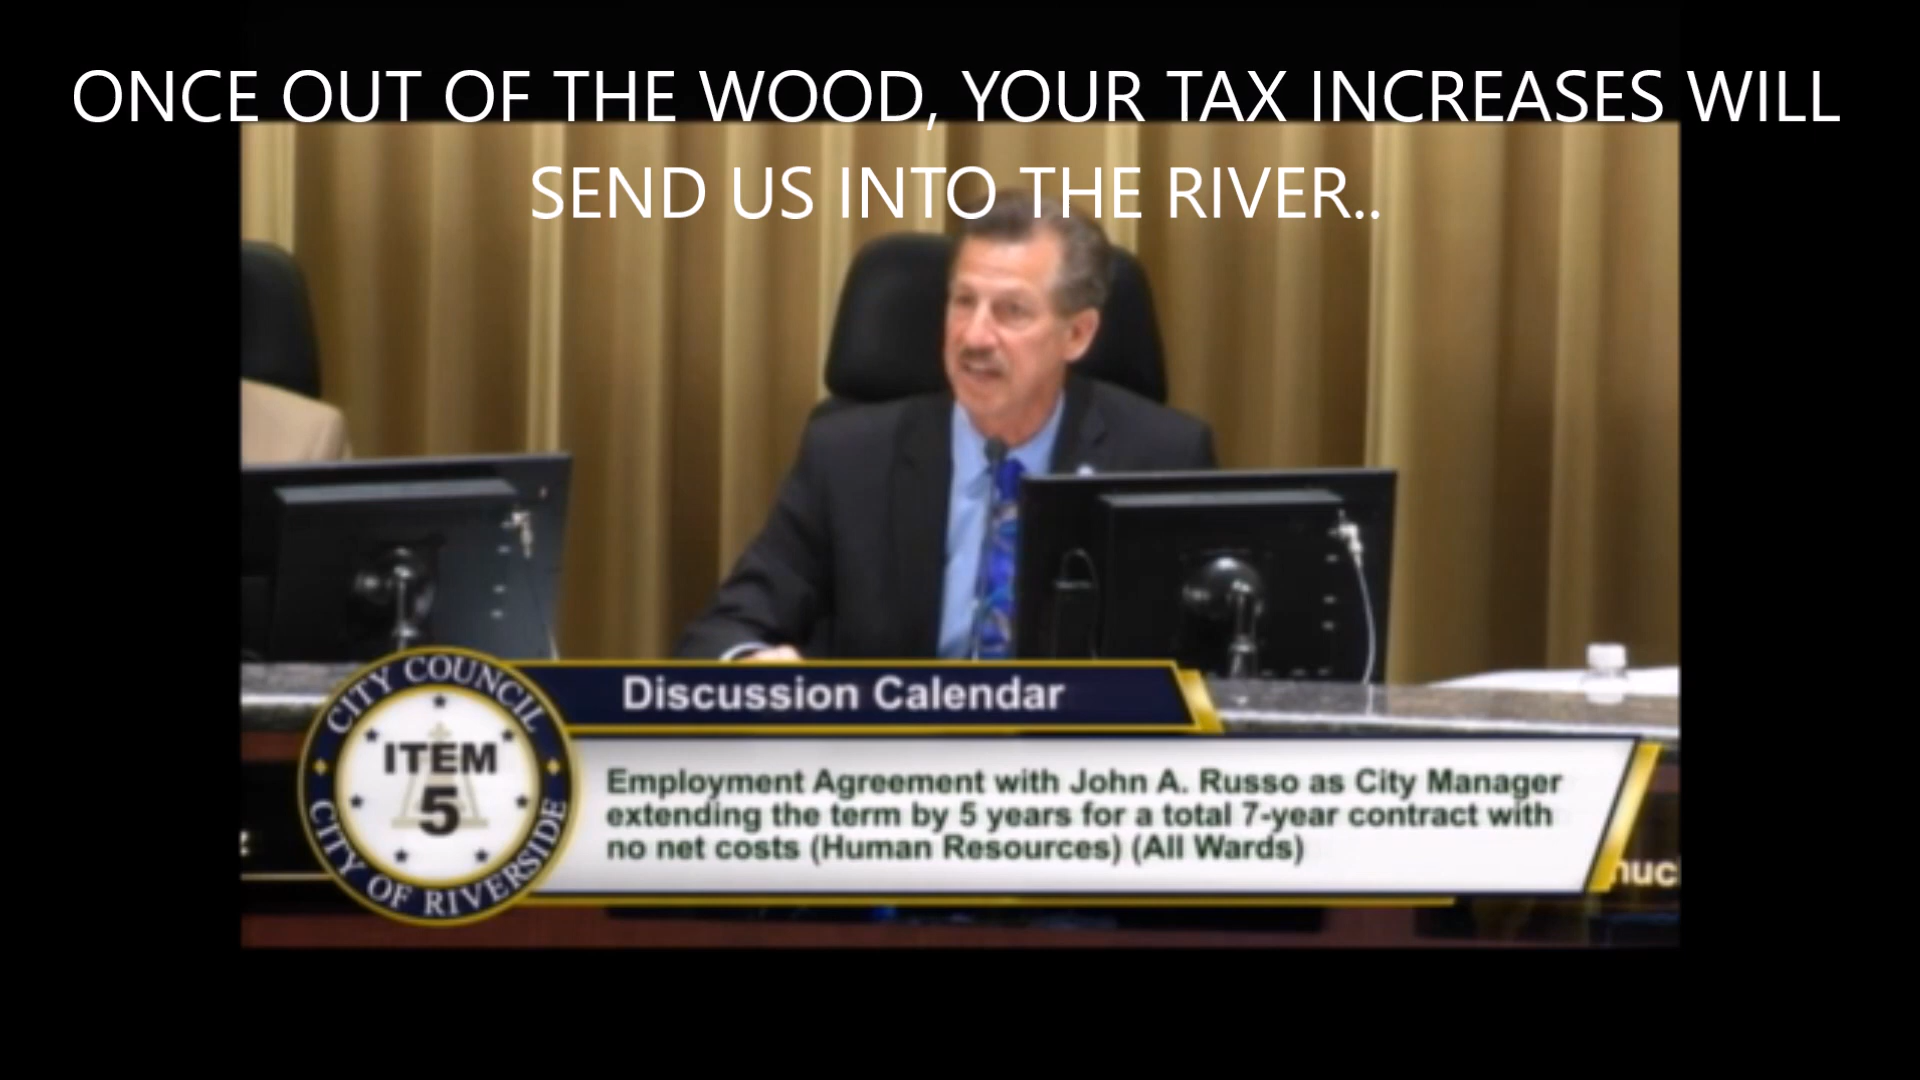 ONCE OUT OF THE WOOD, YOUR TAX INCREASES WILL
SEND US INTO THE RIVER..
Discussion Calendar
CITY COUNCIL
ITEM
5
CITY OF RIVERSIDE
Employment Agreement with John A. Russo as City Manager
extending the term by 5 years for a total 7-year contract with
no net costs (Human Resources) (All Wards)